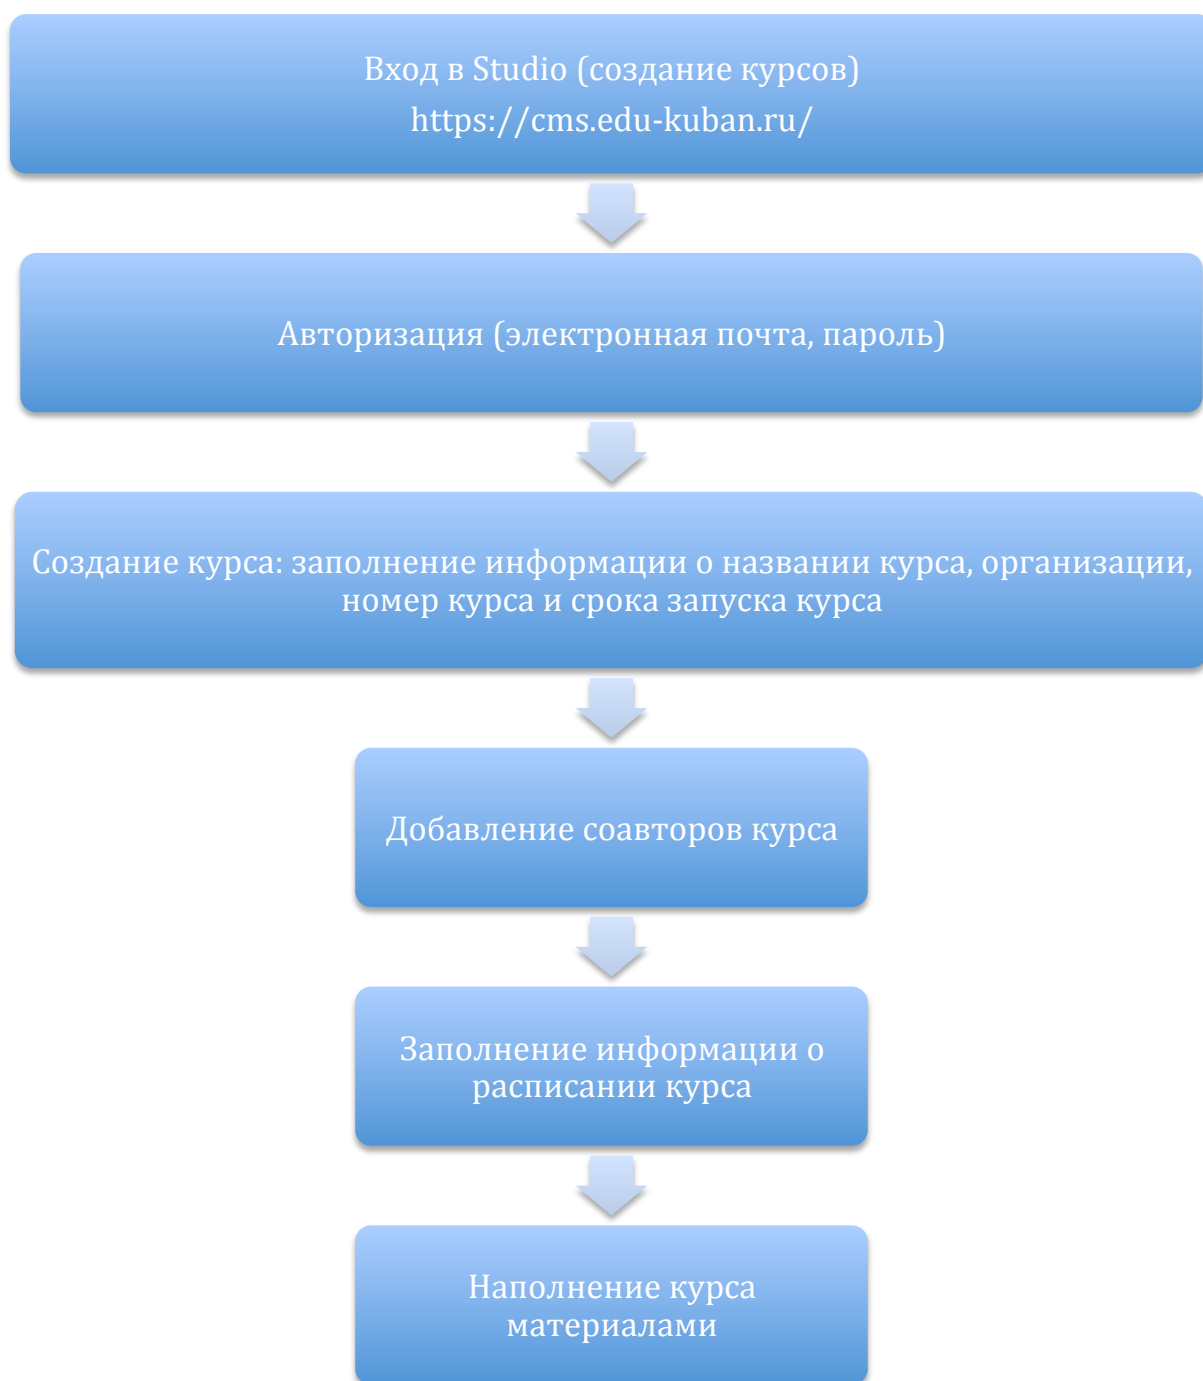 Вход в Studio (создание курсов)
https://cms.edu-kuban.ru/
Авторизация (электронная почта, пароль)
Создание курса: заполнение информации о названии курса, организации,
номер курса и срока запуска курса
Добавление соавторов курса
Заполнение информации о
расписании курса
Наполнение курса
материалами